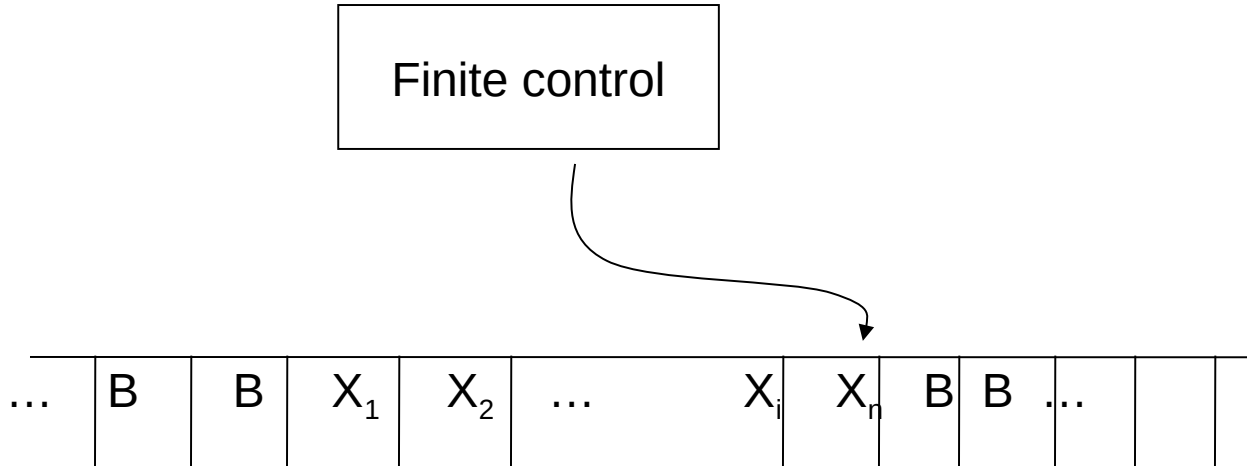 Finite control
... B B X₁ X₂ ... Xᵢ Xₙ B B ...